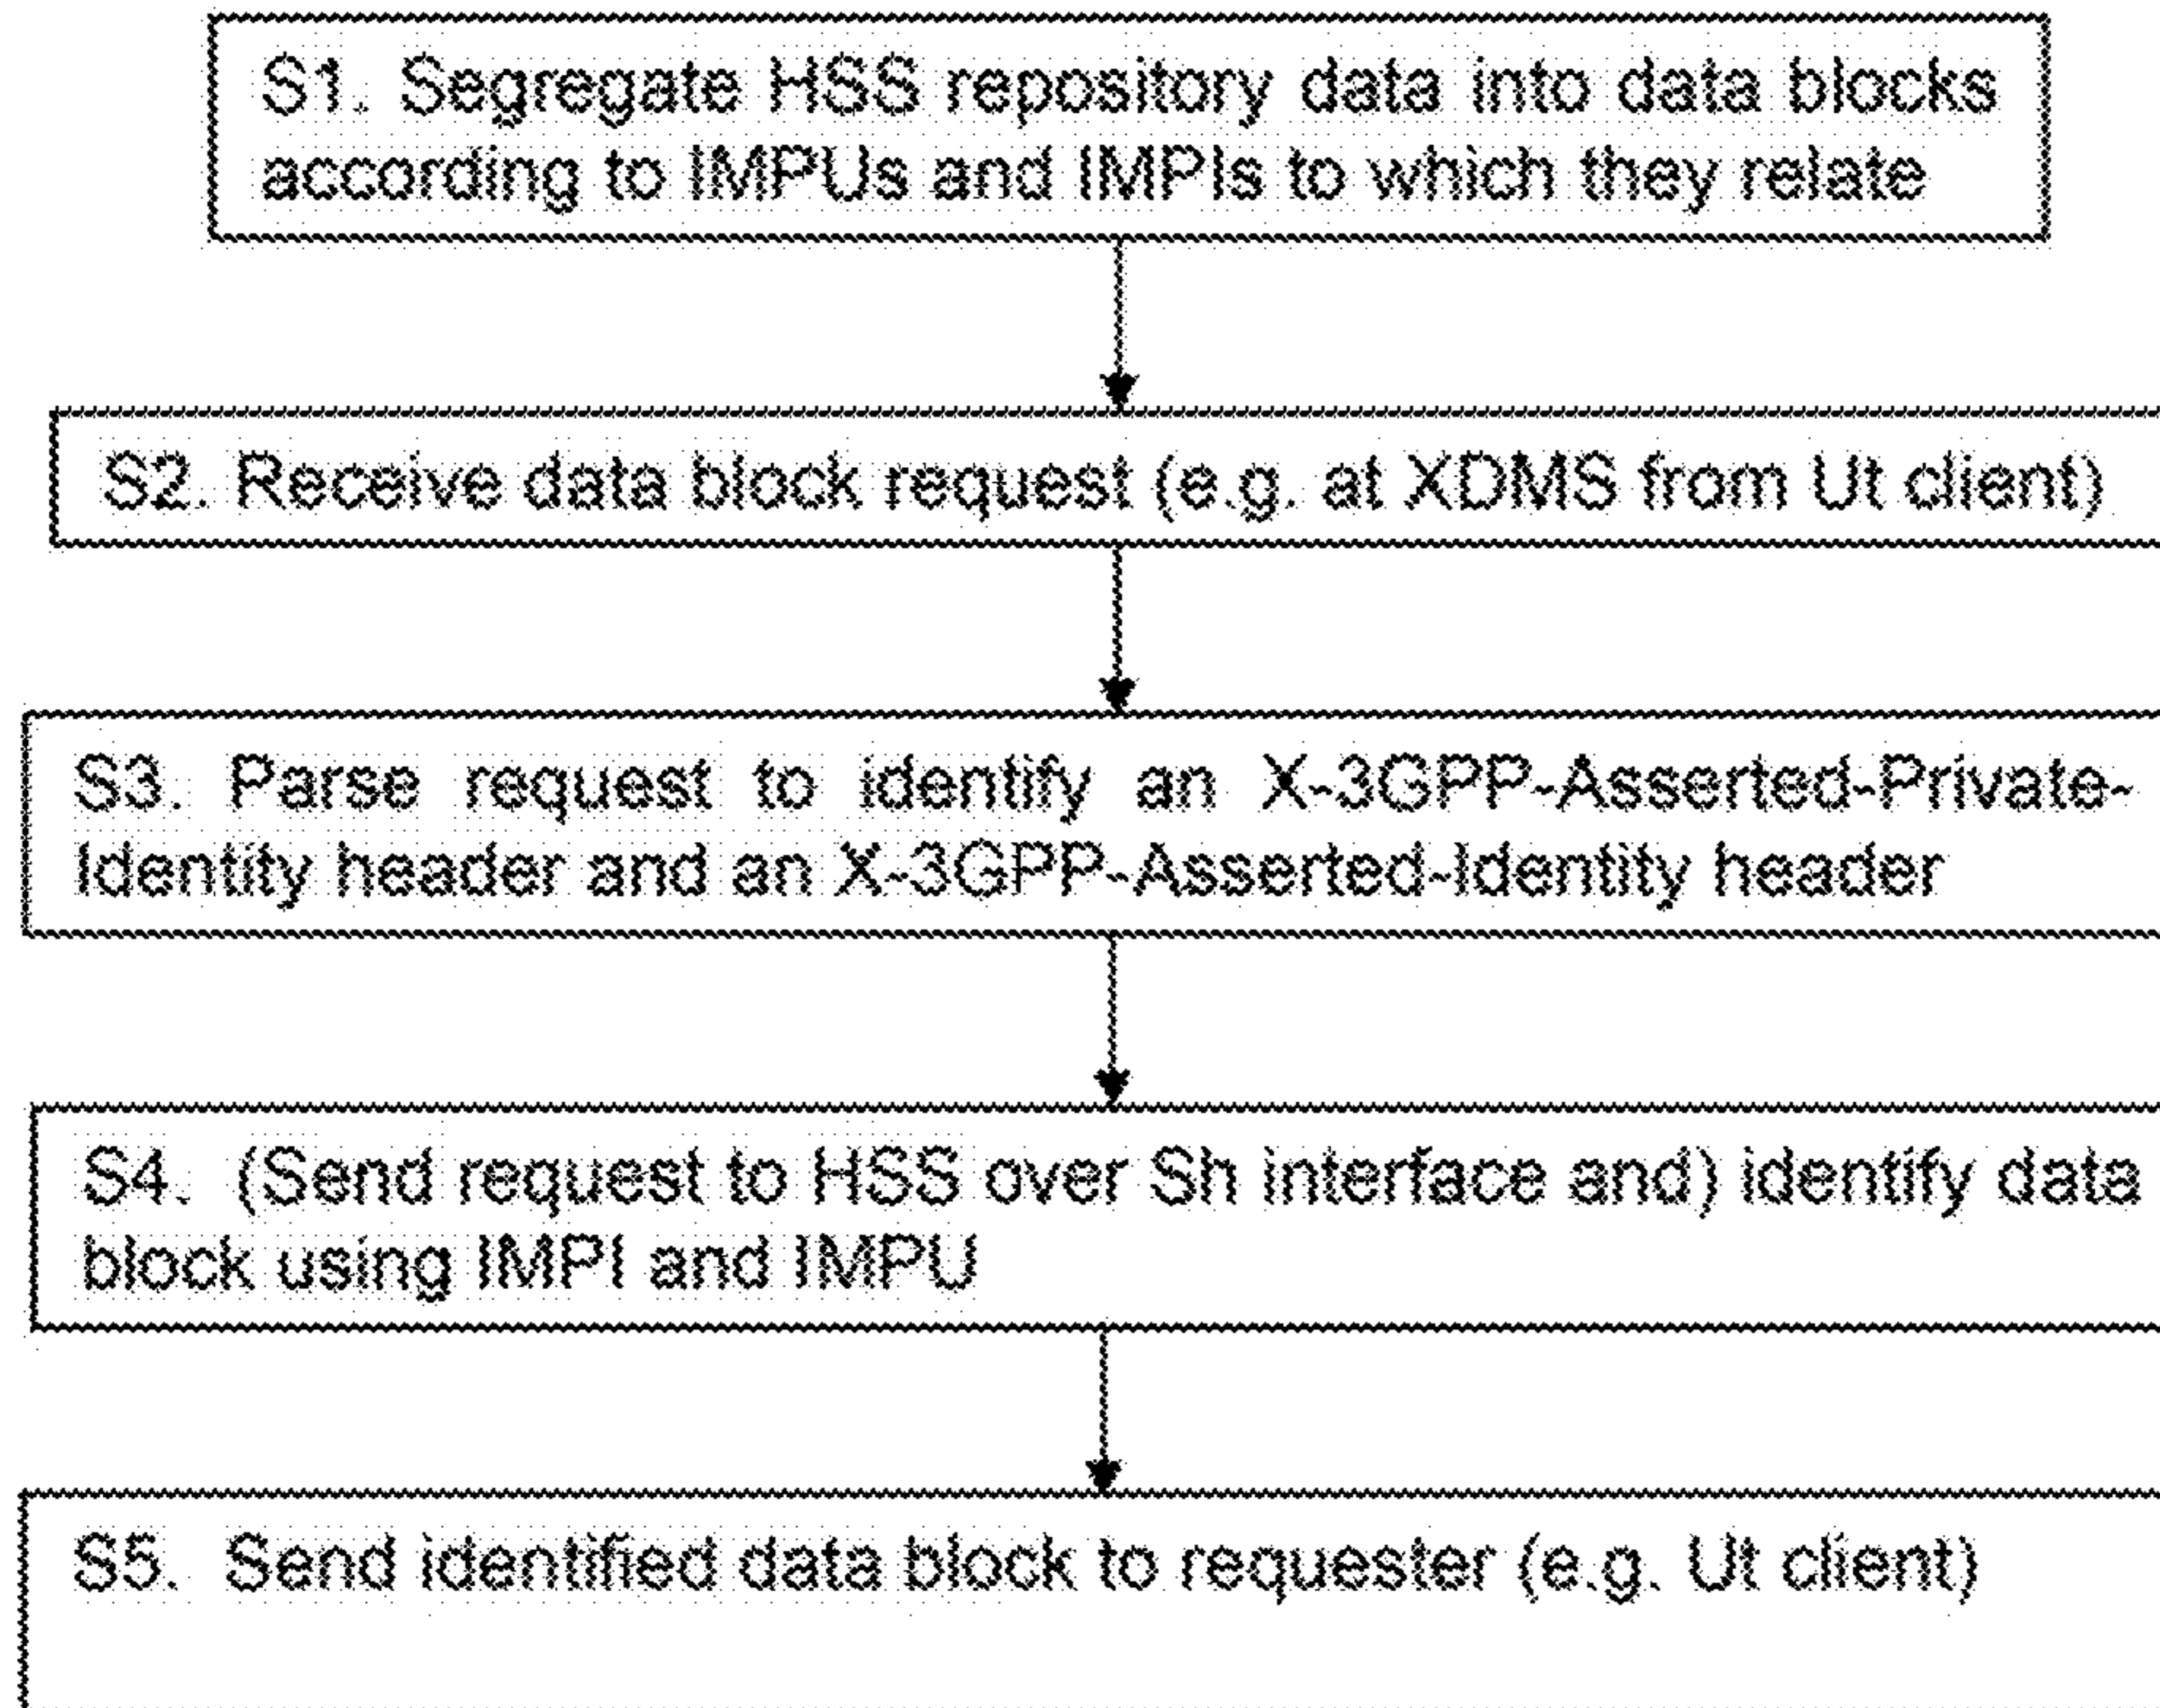 S1. Segregate HSS repository data into data blocks
according to IMPUs and IMPIs to which they relate
S2. Receive data block request (e.g. at XDMS from Ut client)
S3. Parse request to identify an X-3GPP-Asserted-Private-
Identity header and an X-3GPP-Asserted-Identity header
S4. (Send request to HSS over Sh interface and) identify data
block using IMPI and IMPU
S5. Send identified data block to requester (e.g. Ut client)